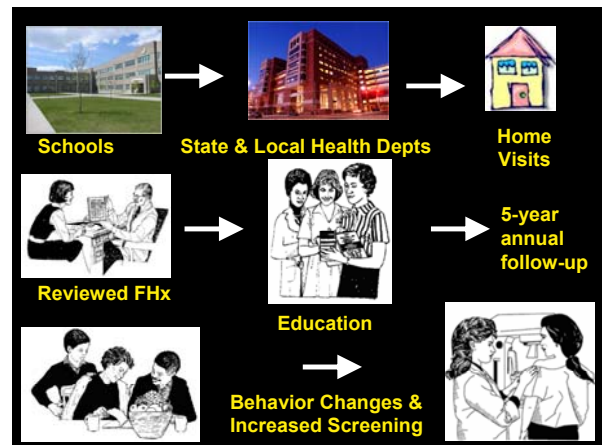 Schools
State & Local Health Depts
Home
Visits
Reviewed FHx
Education
5-year
annual
follow-up
Behavior Changes &
Increased Screening